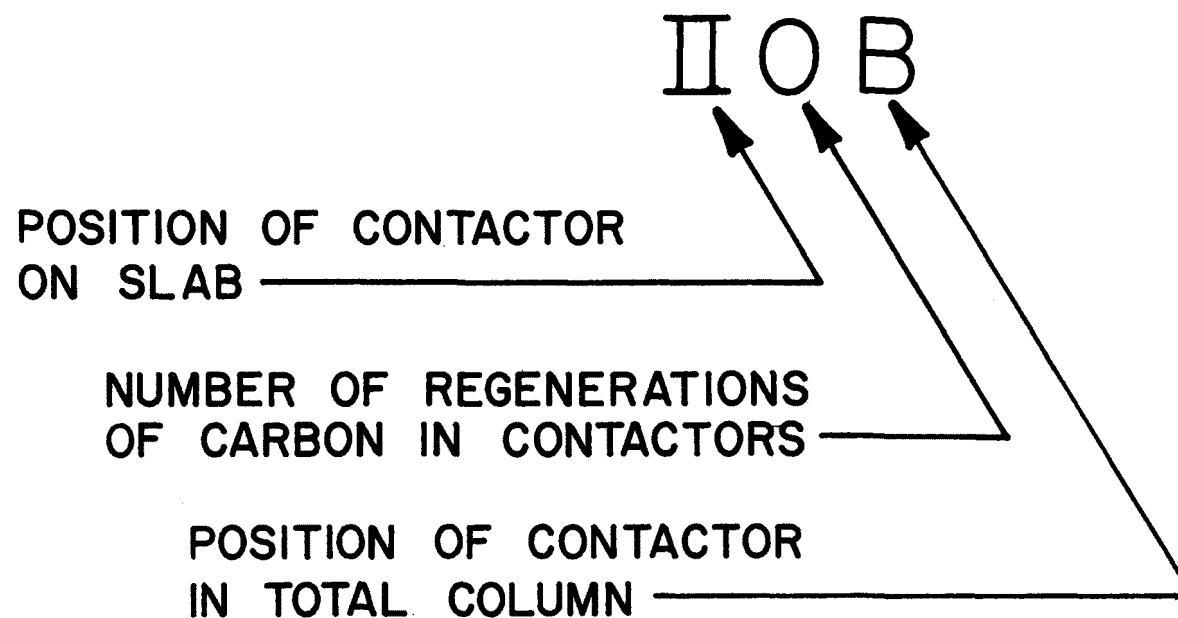 II O B
POSITION OF CONTACTOR
ON SLAB
NUMBER OF REGENERATIONS
OF CARBON IN CONTACTORS
POSITION OF CONTACTOR
IN TOTAL COLUMN